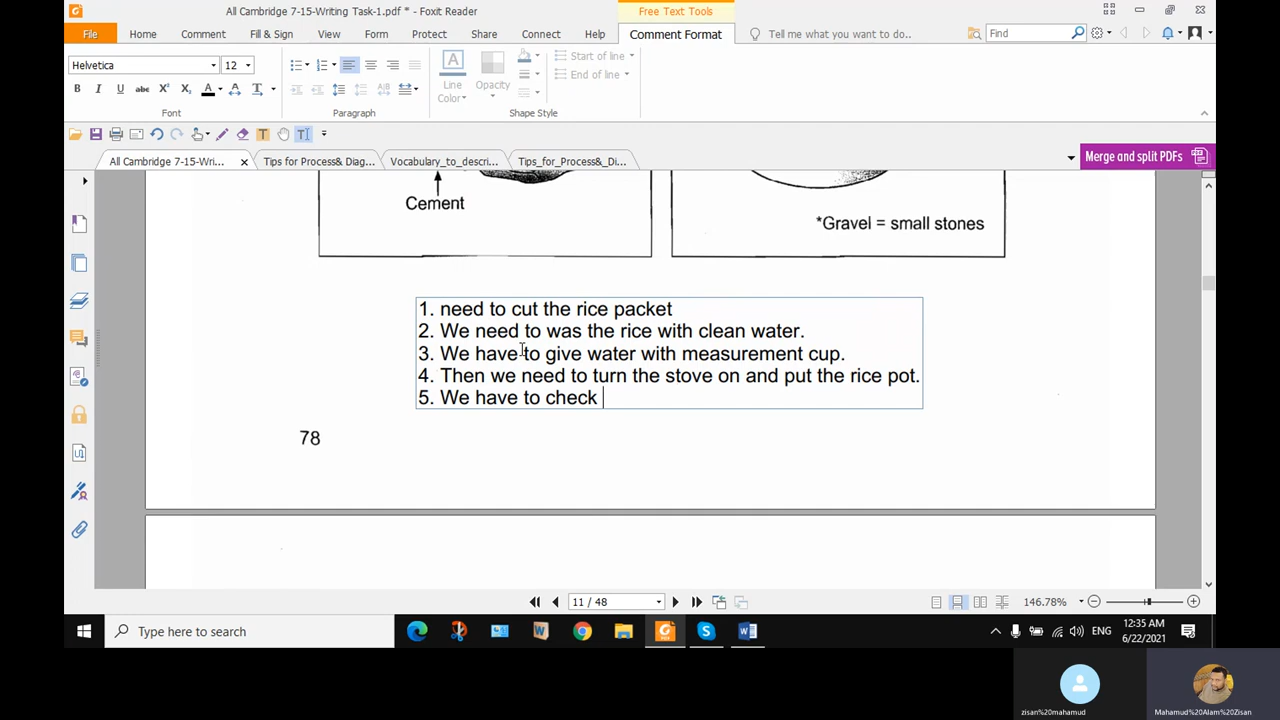 All Cambridge 7-15-Writing Task-1.pdf * - Foxit Reader
Free Text Tools
File
Home
Comment
Fill & Sign
View
Form
Protect
Share
Connect
Help
Comment Format
Tell me what you want to do..
Find
Helvetica
12
Line Color
Opacity
Start of line
End of line
Font
Paragraph
Shape Style
All Cambridge 7-15-Wri...
Tips for Process& Diag...
Vocabulary_to_descri...
Tips_for_Process&_Di...
Merge and split PDFs
Cement
*Gravel = small stones
1. need to cut the rice packet
2. We need to was the rice with clean water.
3. We have to give water with measurement cup.
4. Then we need to turn the stove on and put the rice pot.
5. We have to check
78
11 / 48
146.78%
Type here to search
ENG
12:35 AM
6/22/2021
zisan%20mahamud
Mahamud%20Alam%20Zisan